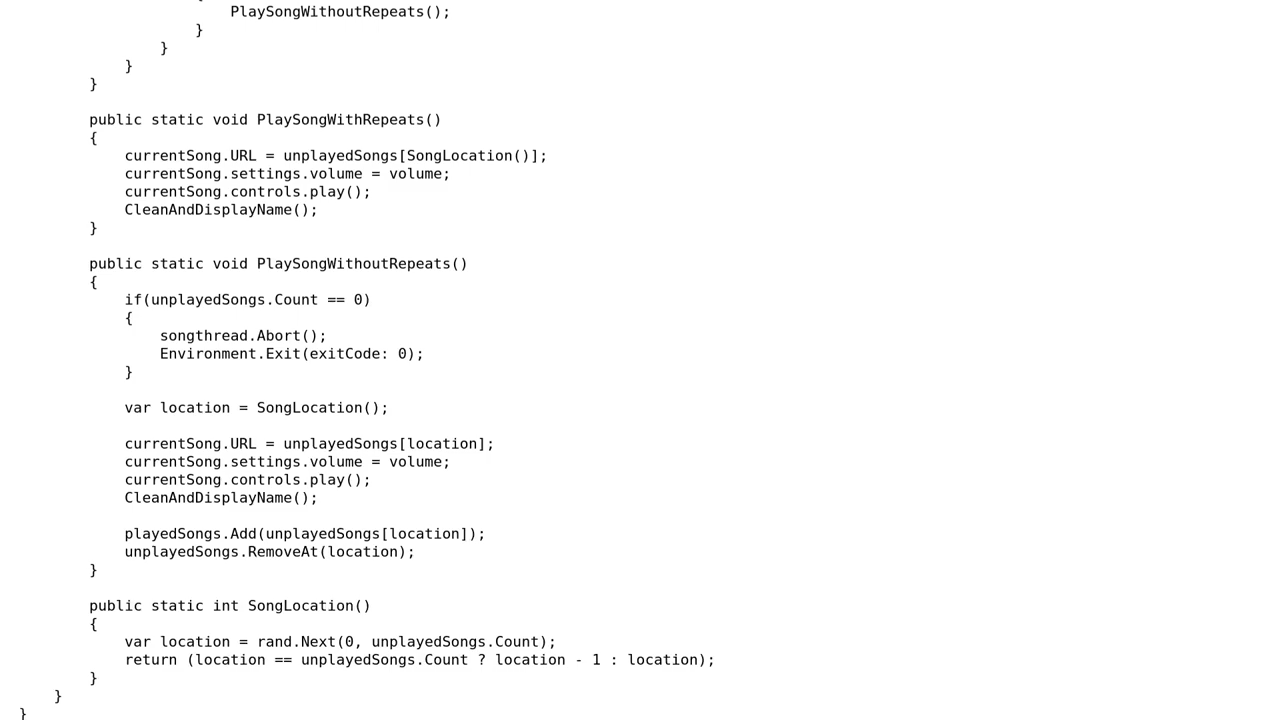 {
PlaySongWithoutRepeats();
}
}
}
}
public static void PlaySongWithRepeats()
{
currentSong.URL = unplayedSongs[SongLocation()];
currentSong.settings.volume = volume;
currentSong.controls.play();
CleanAndDisplayName();
}
public static void PlaySongWithoutRepeats()
{
if(unplayedSongs.Count == 0)
{
songthread.Abort();
Environment.Exit(exitCode: 0);
}
var location = SongLocation();
currentSong.URL = unplayedSongs[location];
currentSong.settings.volume = volume;
currentSong.controls.play();
CleanAndDisplayName();
playedSongs.Add(unplayedSongs[location]);
unplayedSongs.RemoveAt(location);
}
public static int SongLocation()
{
var location = rand.Next(0, unplayedSongs.Count);
return (location == unplayedSongs.Count ? location - 1 : location);
}
}
}